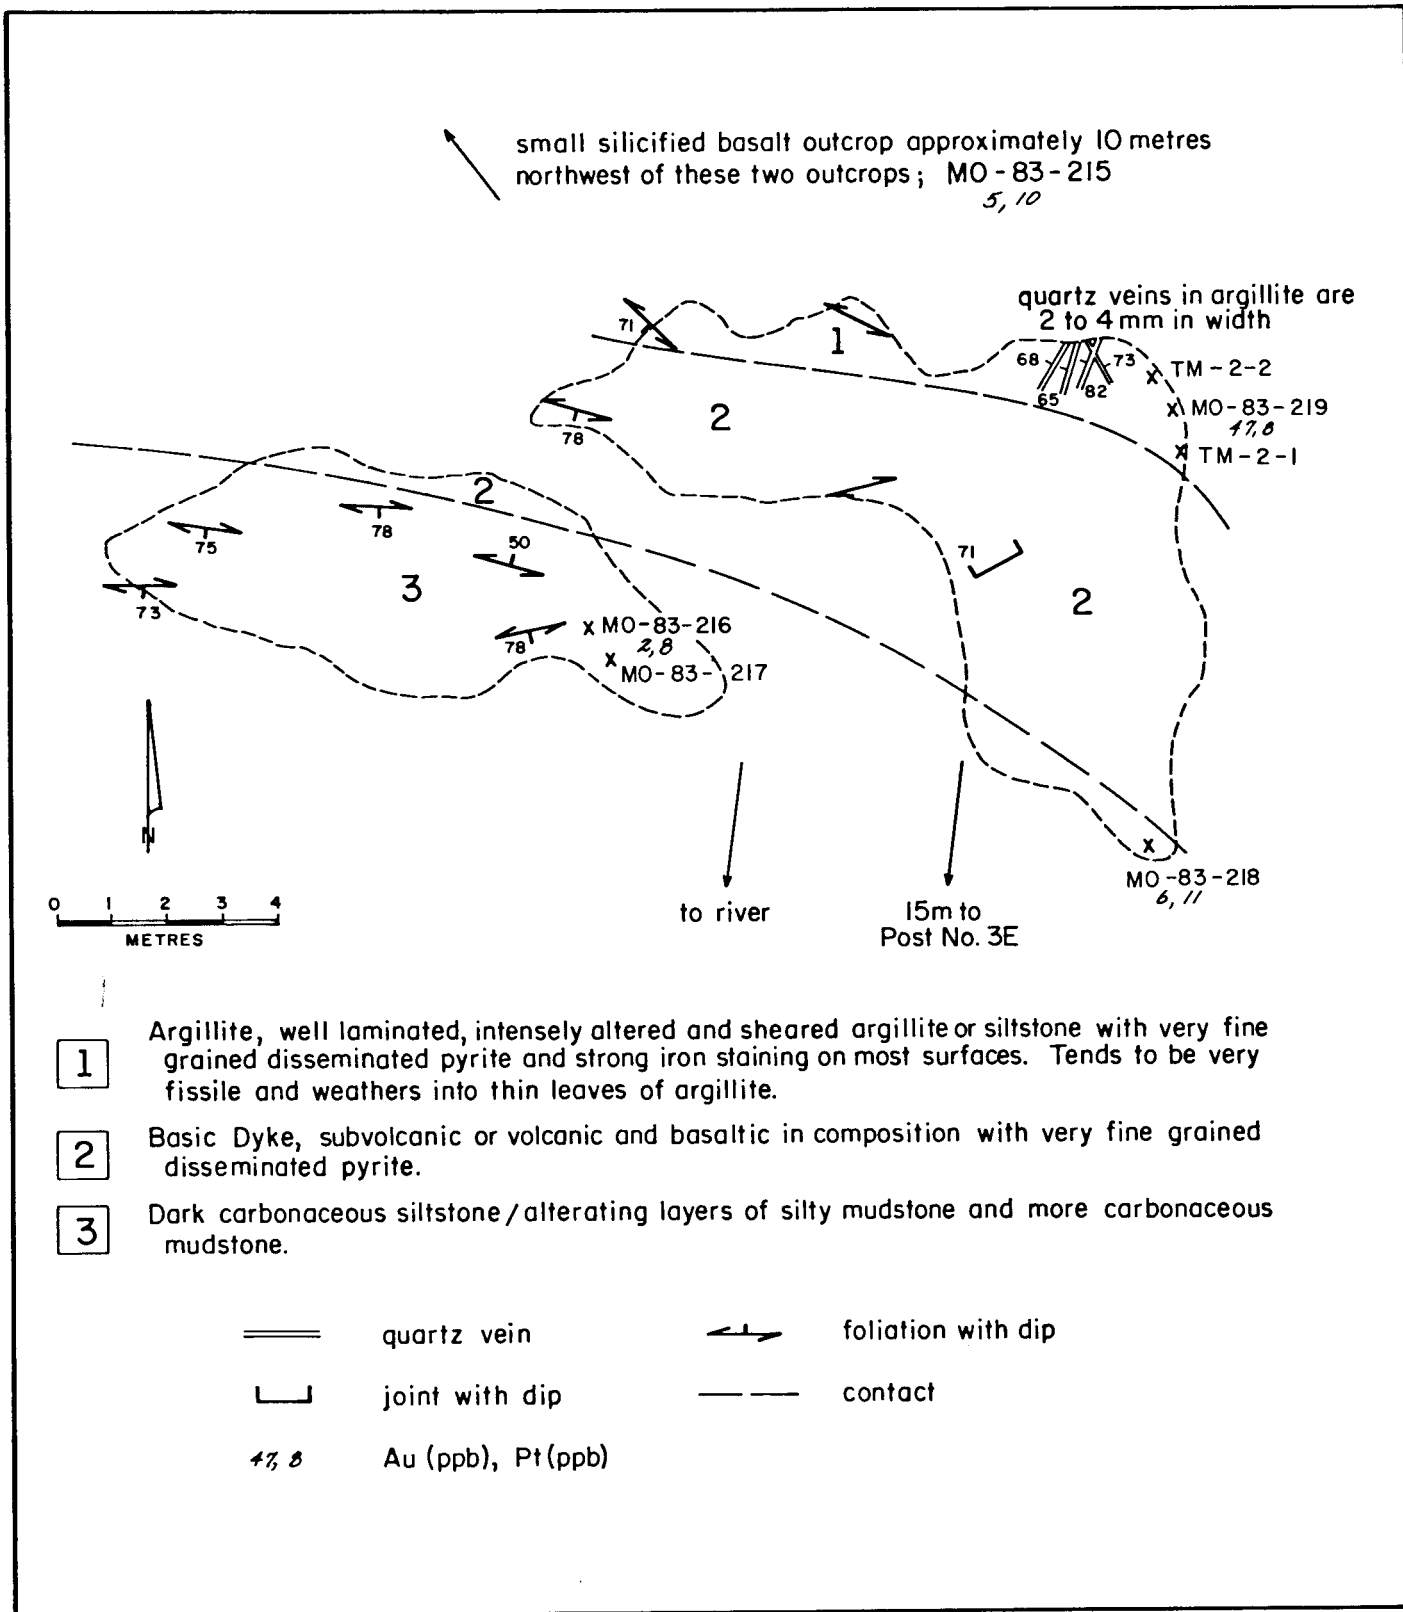 small silicified basalt outcrop approximately 10 metres
northwest of these two outcrops; MO-83-215
5, 10
quartz veins in argillite are
2 to 4 mm in width
71
1
68
73
TM-2-2
65
82
MO-83-219
47, 8
TM-2-1
2
78
2
78
75
50
3
73
71
2
MO-83-216
2, 8
78
MO-83-217
N
MO-83-218
6, 11
0 1 2 3 4
METRES
to river
15m to
Post No. 3E
1
Argillite, well laminated, intensely altered and sheared argillite or siltstone with very fine
grained disseminated pyrite and strong iron staining on most surfaces. Tends to be very
fissile and weathers into thin leaves of argillite.
2
Basic Dyke, subvolcanic or volcanic and basaltic in composition with very fine grained
disseminated pyrite.
3
Dark carbonaceous siltstone/alterating layers of silty mudstone and more carbonaceous
mudstone.
quartz vein
foliation with dip
joint with dip
contact
47, 8 Au (ppb), Pt (ppb)